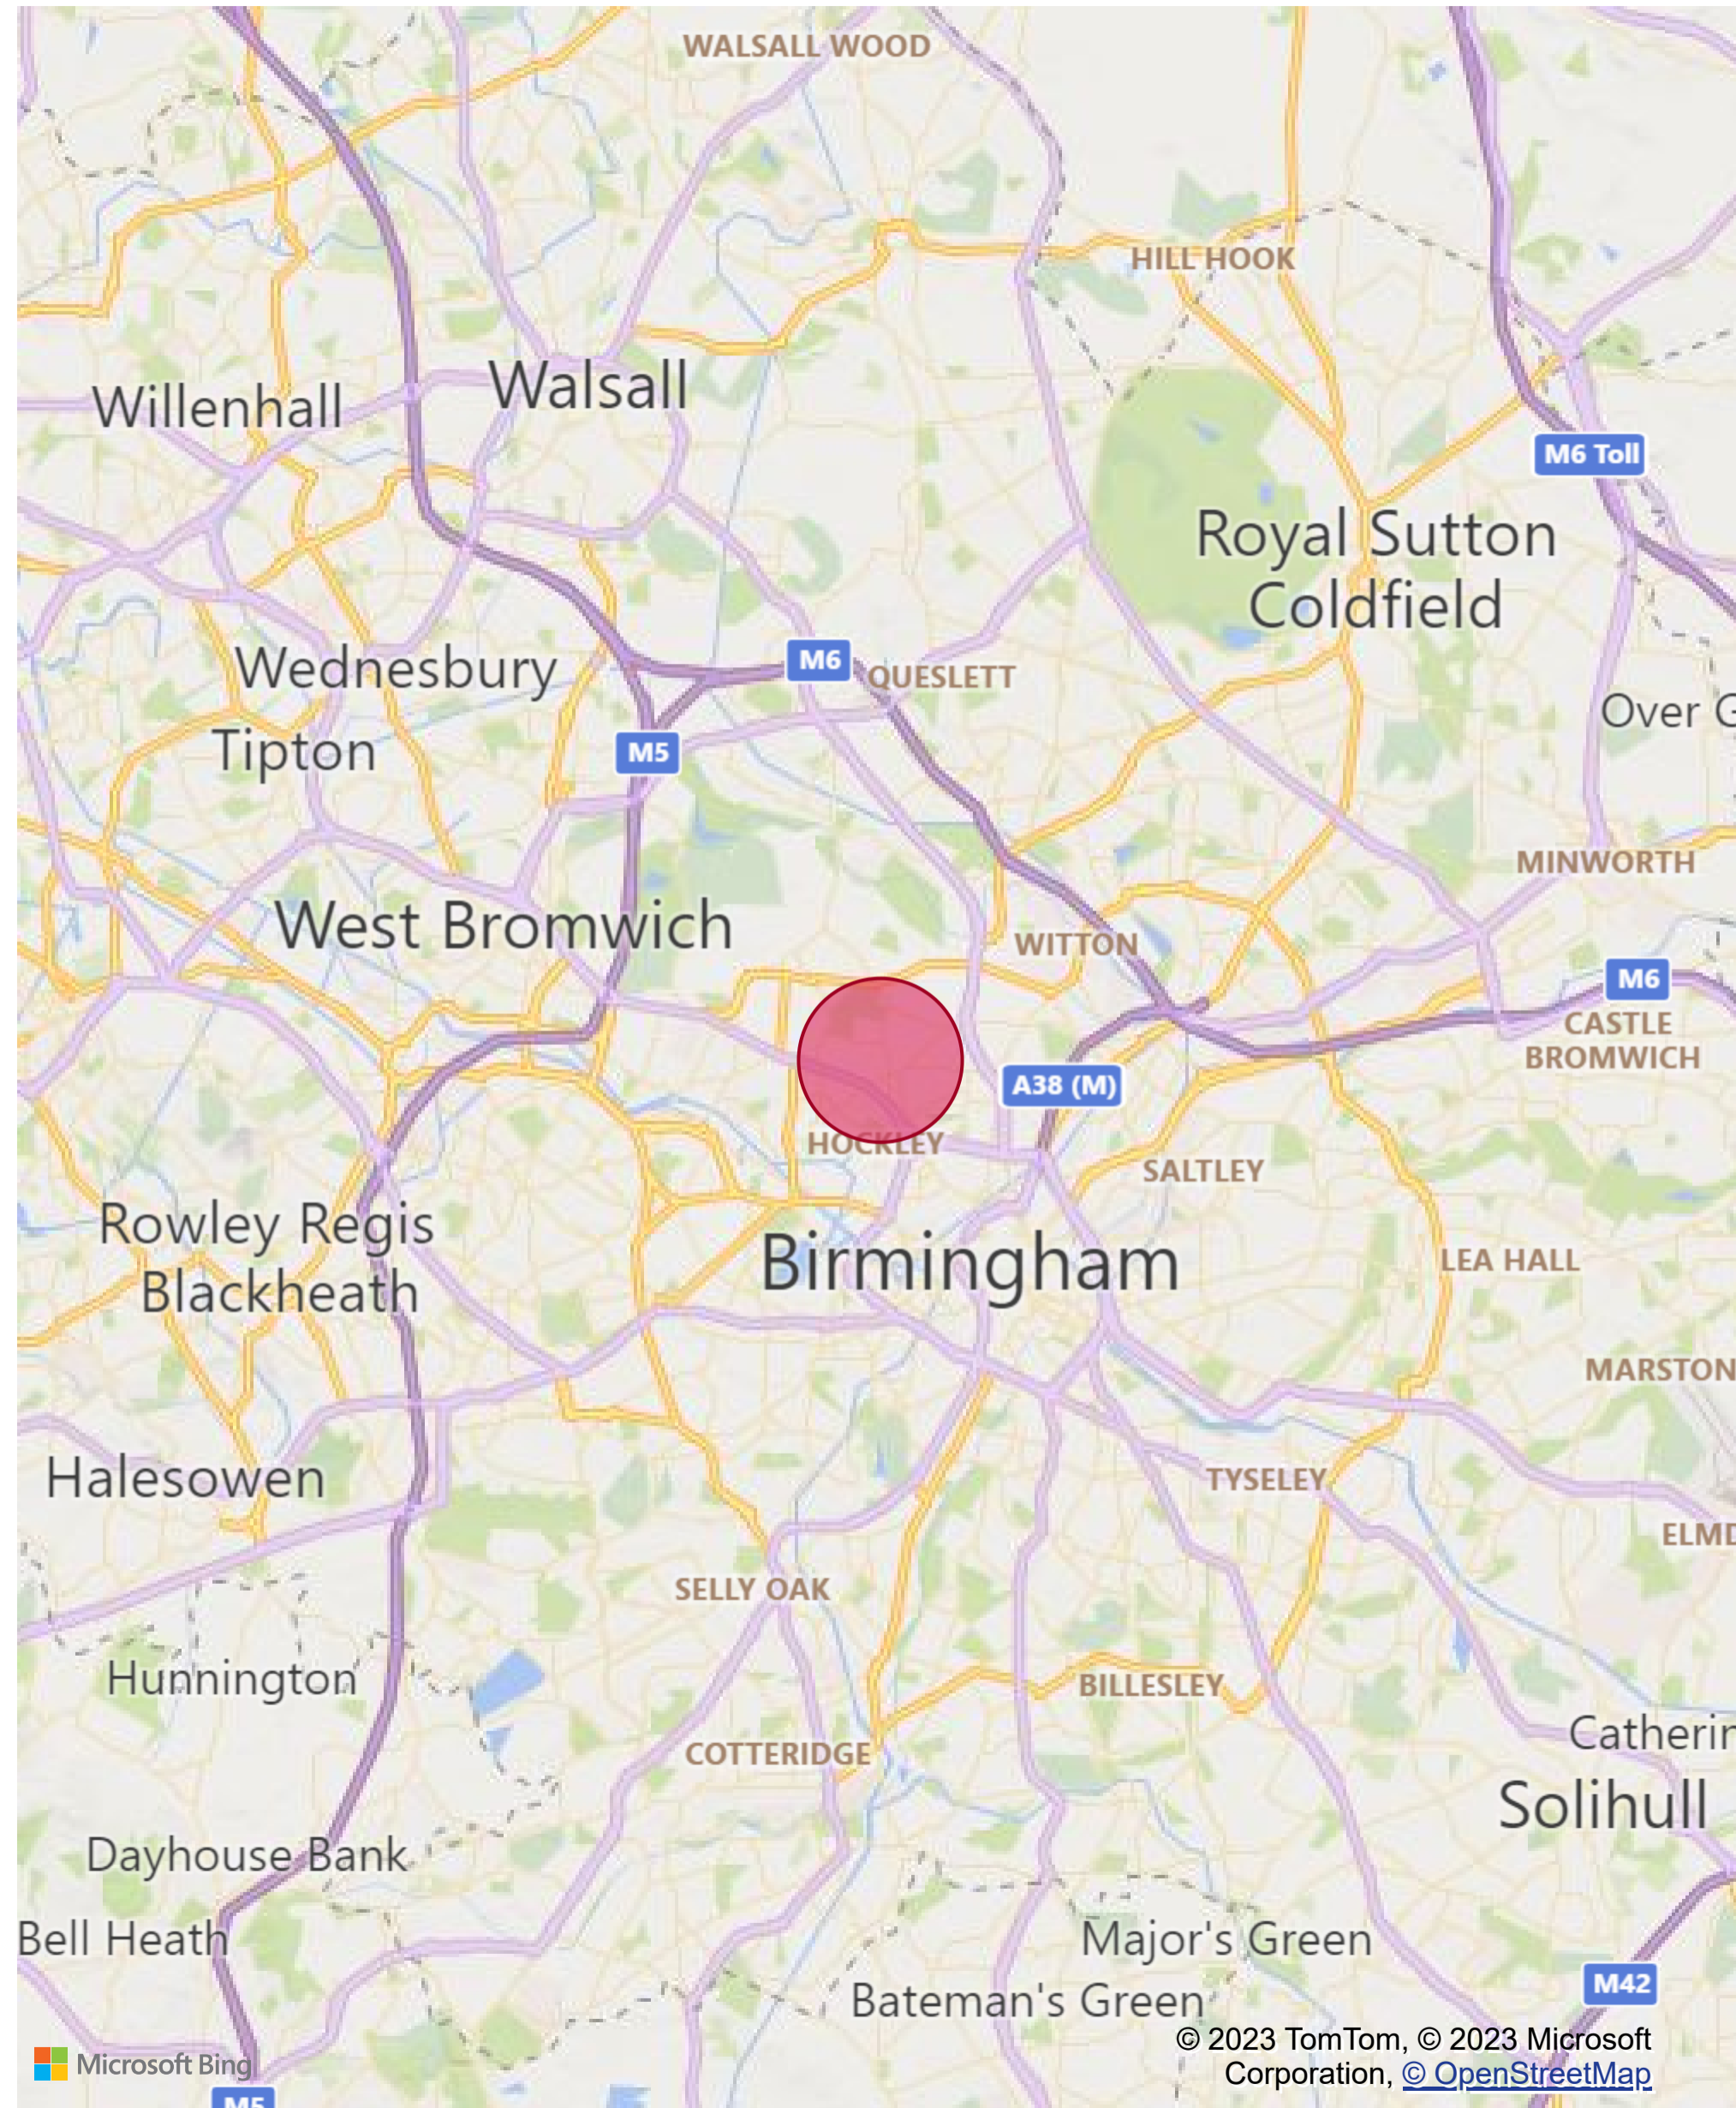 WALSALL WOOD
HILL HOOK
Willenhall
Walsall
M6 Toll
Royal Sutton
Coldfield
Wednesbury
M6
QUESLETT
Over G
Tipton
M5
MINWORTH
West Bromwich
WITTON
M6
CASTLE
BROMWICH
A38 (M)
HOCKLEY
SALTLEY
Rowley Regis
Blackheath
Birmingham
LEA HALL
MARSTON
Halesowen
TYSELEY
ELMD
SELLY OAK
Hunnington
BILLESLEY
COTTERIDGE
Catherin
Solihull
Dayhouse Bank
Bell Heath
Major's Green
M42
Bateman's Green
© 2023 TomTom, © 2023 Microsoft
Corporation, © OpenStreetMap
Microsoft Bing
M5